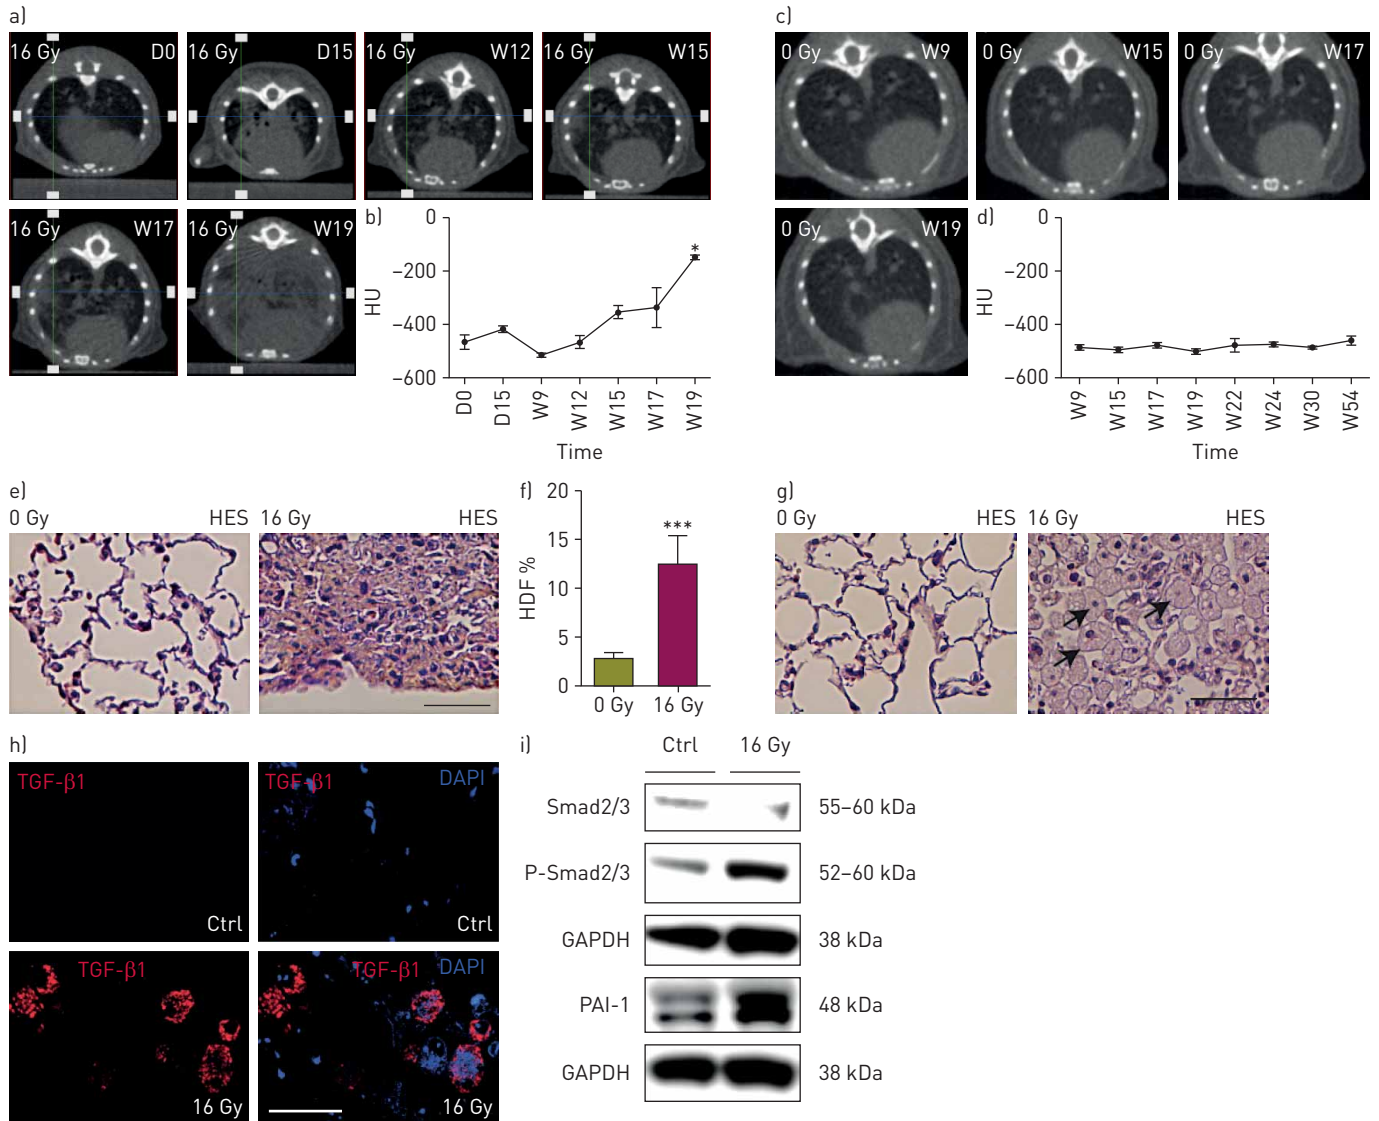 a)
16 Gy D0
16 Gy D15
16 Gy W12
16 Gy W15
16 Gy W17
16 Gy W19
b)
0
–200
–400
–600
HU
*
D0
D15
W9
W12
W15
W17
W19
Time
c)
0 Gy W9
0 Gy W15
0 Gy W17
0 Gy W19
d)
0
–200
–400
–600
HU
W9
W15
W17
W19
W22
W24
W30
W54
Time
e)
0 Gy HES
16 Gy HES
f)
20
15
10
5
0
HDF %
***
0 Gy
16 Gy
g)
0 Gy HES
16 Gy HES
h)
TGF-β1
Ctrl
TGF-β1 DAPI
Ctrl
TGF-β1
16 Gy
TGF-β1 DAPI
16 Gy
i)
Ctrl 16 Gy
Smad2/3 55–60 kDa
P-Smad2/3 52–60 kDa
GAPDH 38 kDa
PAI-1 48 kDa
GAPDH 38 kDa